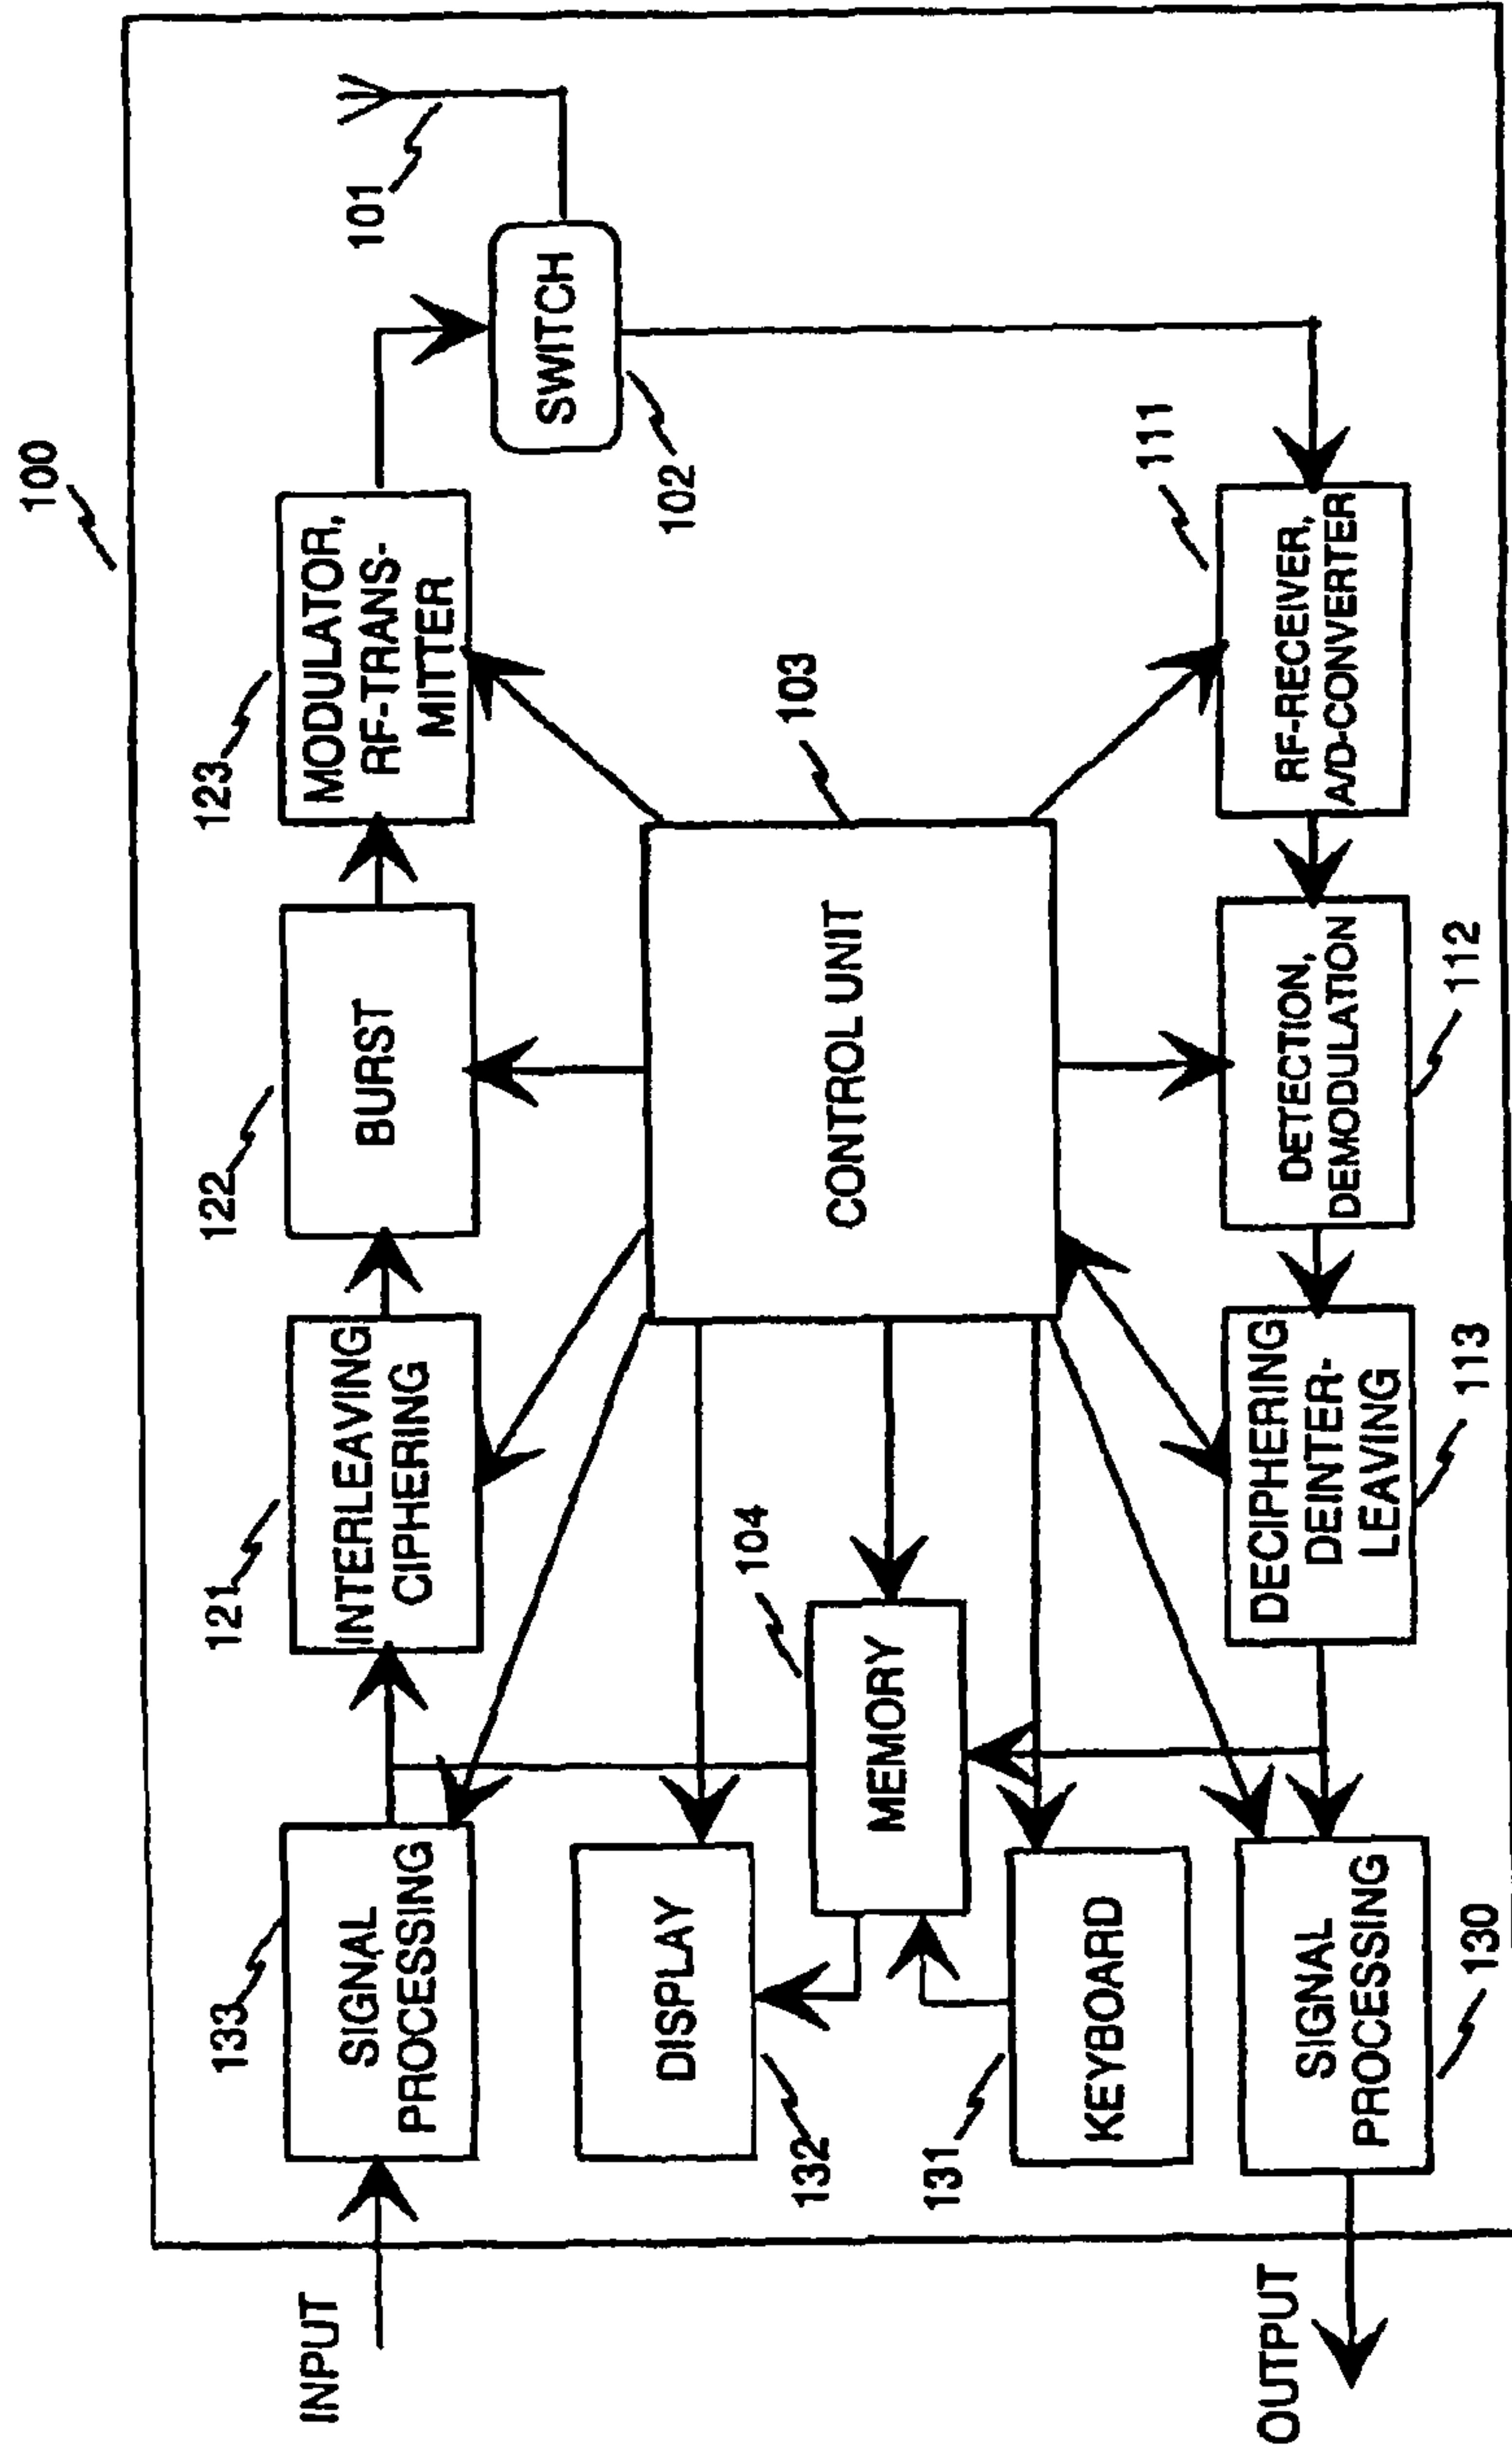 100
123
122
121
133
INPUT
SIGNAL
PROCESSING
INTERLEAVING
CIPHERING
BURST
MODULATOR,
RF-TRANS-
MITTER
101
SWITCH
102
103
CONTROL UNIT
104
MEMORY
DISPLAY
132
131
KEYBOARD
111
RF-RECEIVER,
A/D-CONVERTER
DETECTION,
DEMODULATION
112
DECIPHERING
DEINTER-
LEAVING
113
SIGNAL
PROCESSING
130
OUTPUT